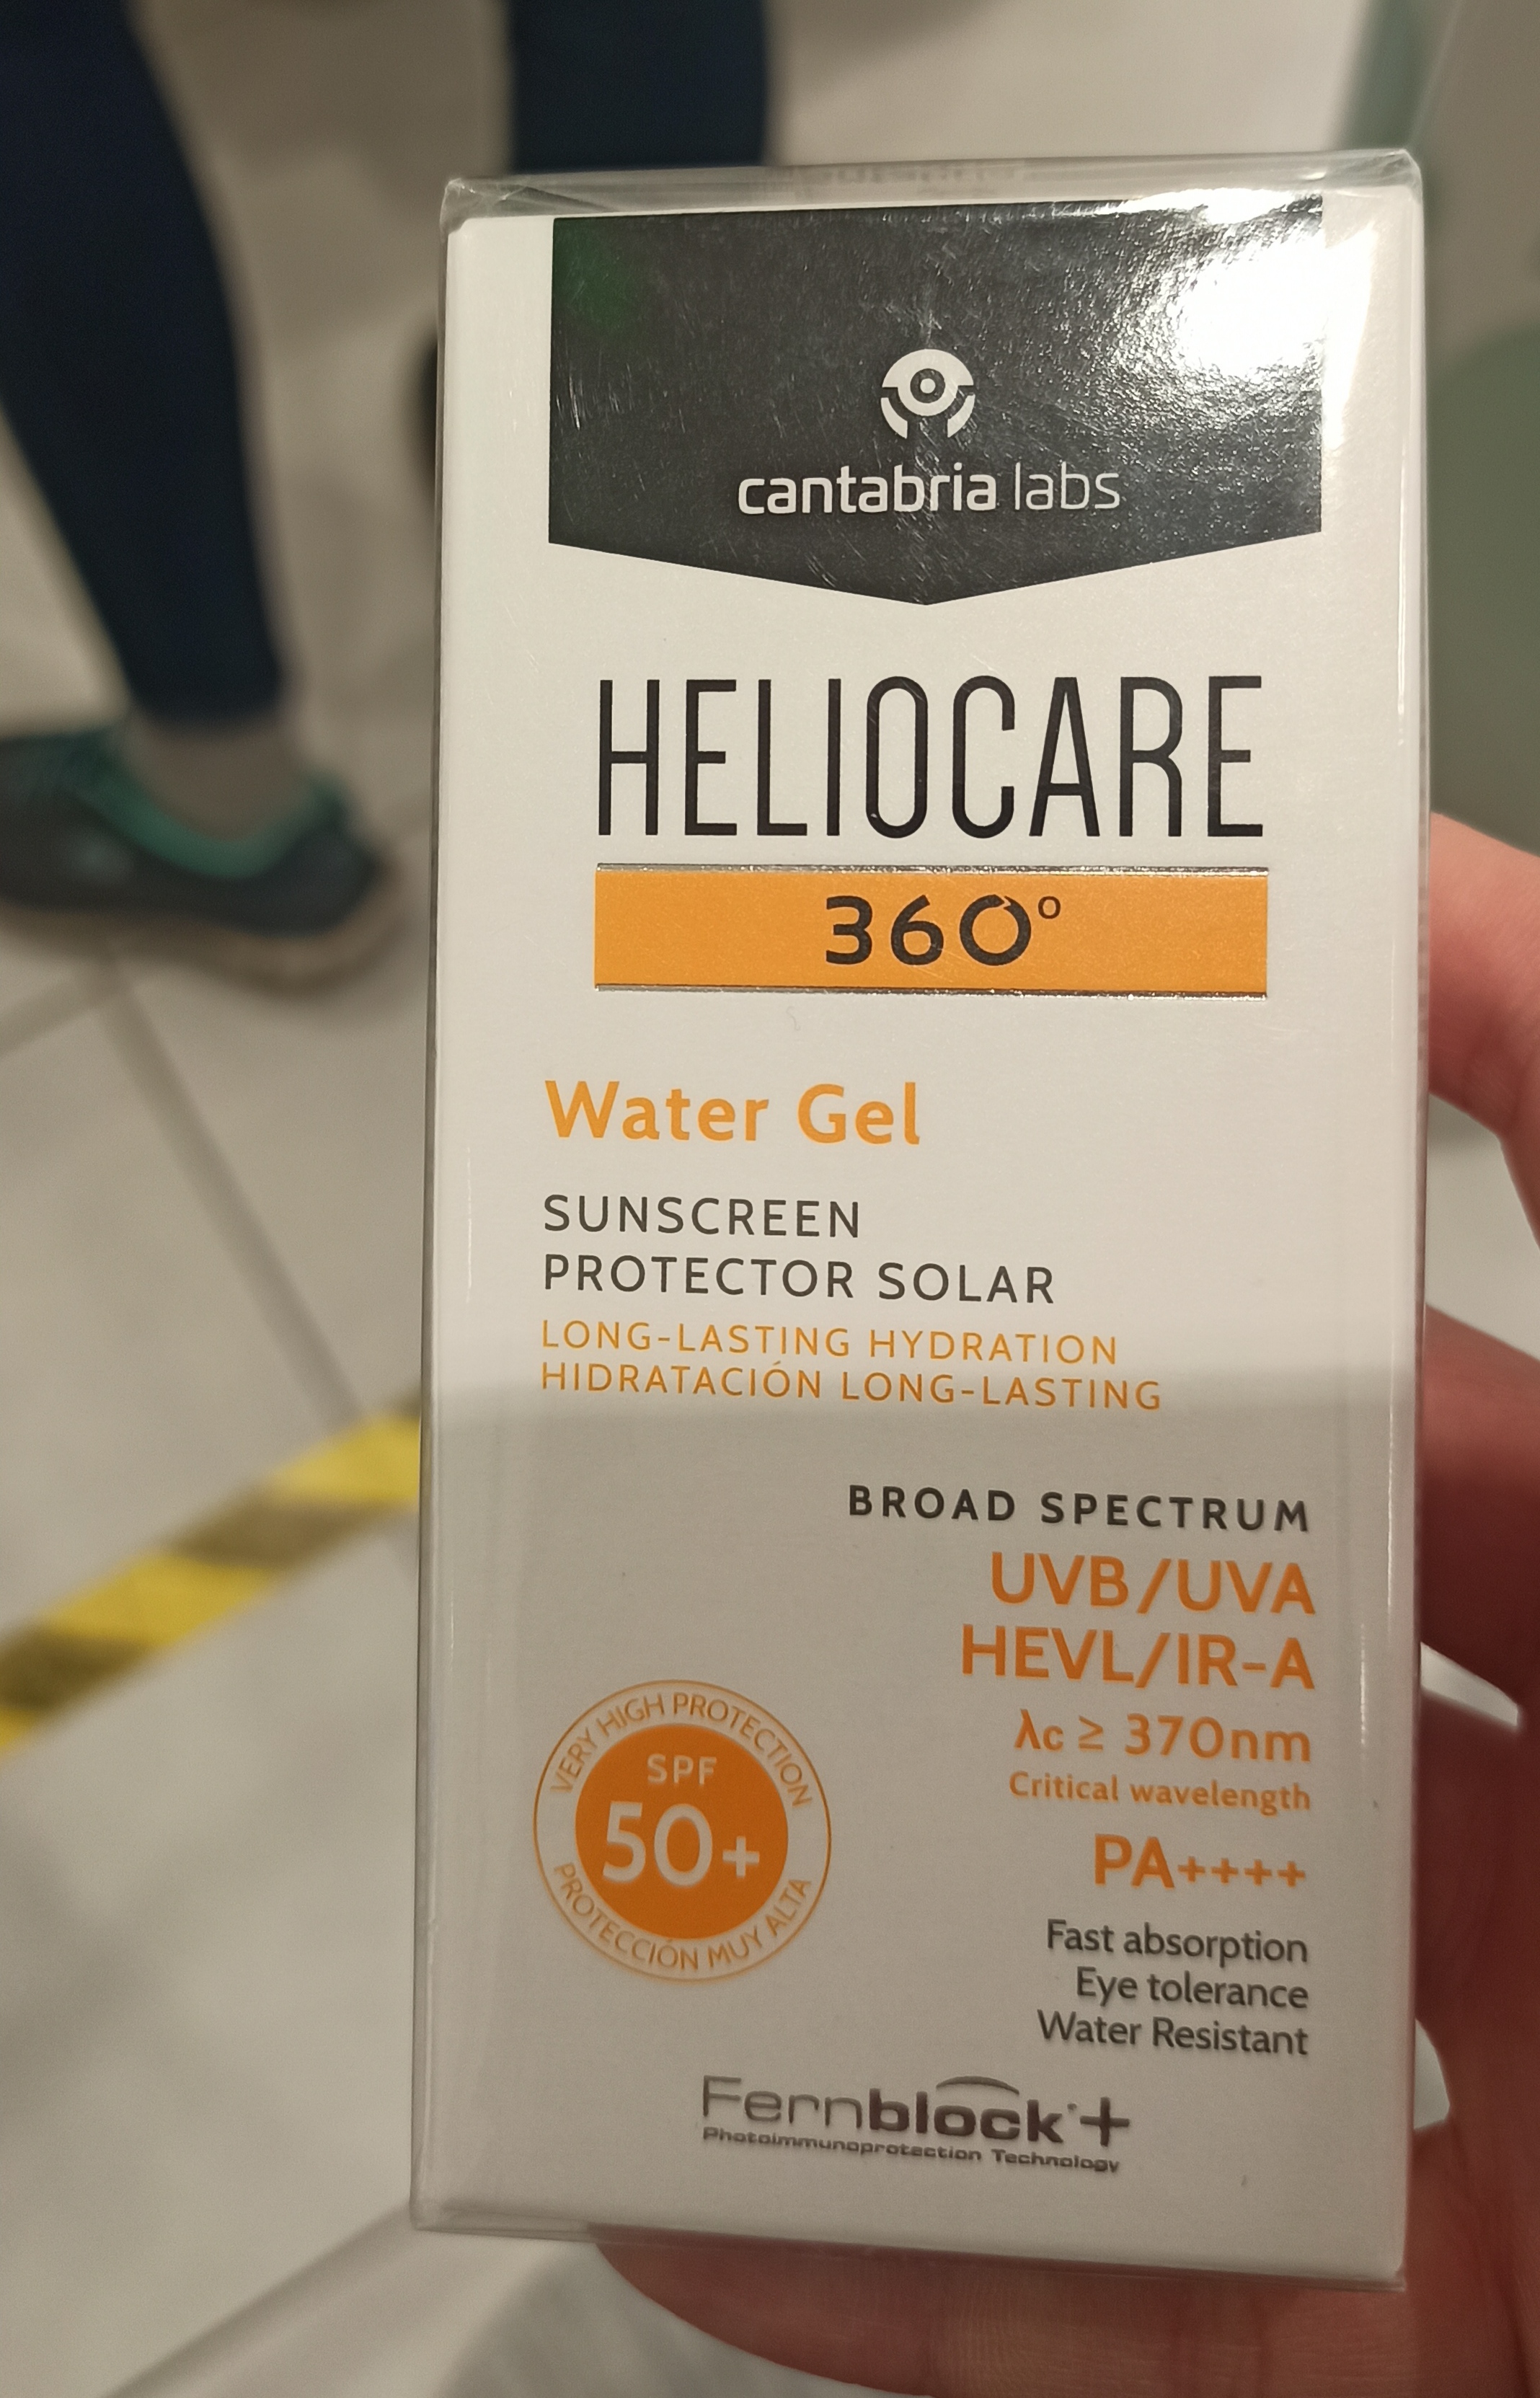 cantabria labs
HELIOCARE
360º
Water Gel
SUNSCREEN
PROTECTOR SOLAR
LONG-LASTING HYDRATION
HIDRATACIÓN LONG-LASTING
BROAD SPECTRUM
UVB/UVA
HEVL/IR-A
λc ≥ 370nm
Critical wavelength
PA++++
VERY HIGH PROTECTION
SPF
50+
PROTECCIÓN MUY ALTA
Fast absorption
Eye tolerance
Water Resistant
Fernblock®+
Photoimmunoprotection Technology